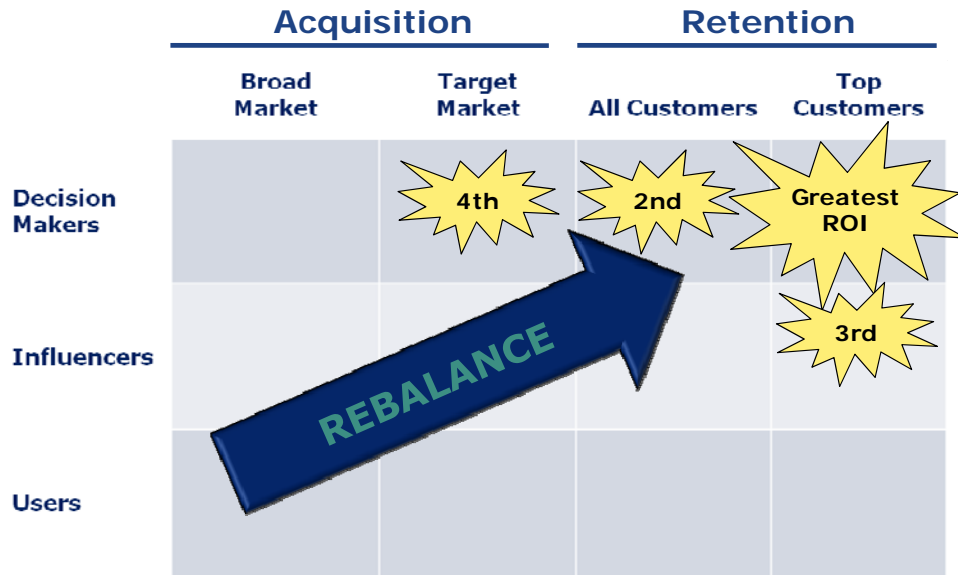 Acquisition Retention
Broad Market
Target Market
All Customers
Top Customers
Decision Makers
4th
2nd
Greatest ROI
Influencers
3rd
REBALANCE
Users